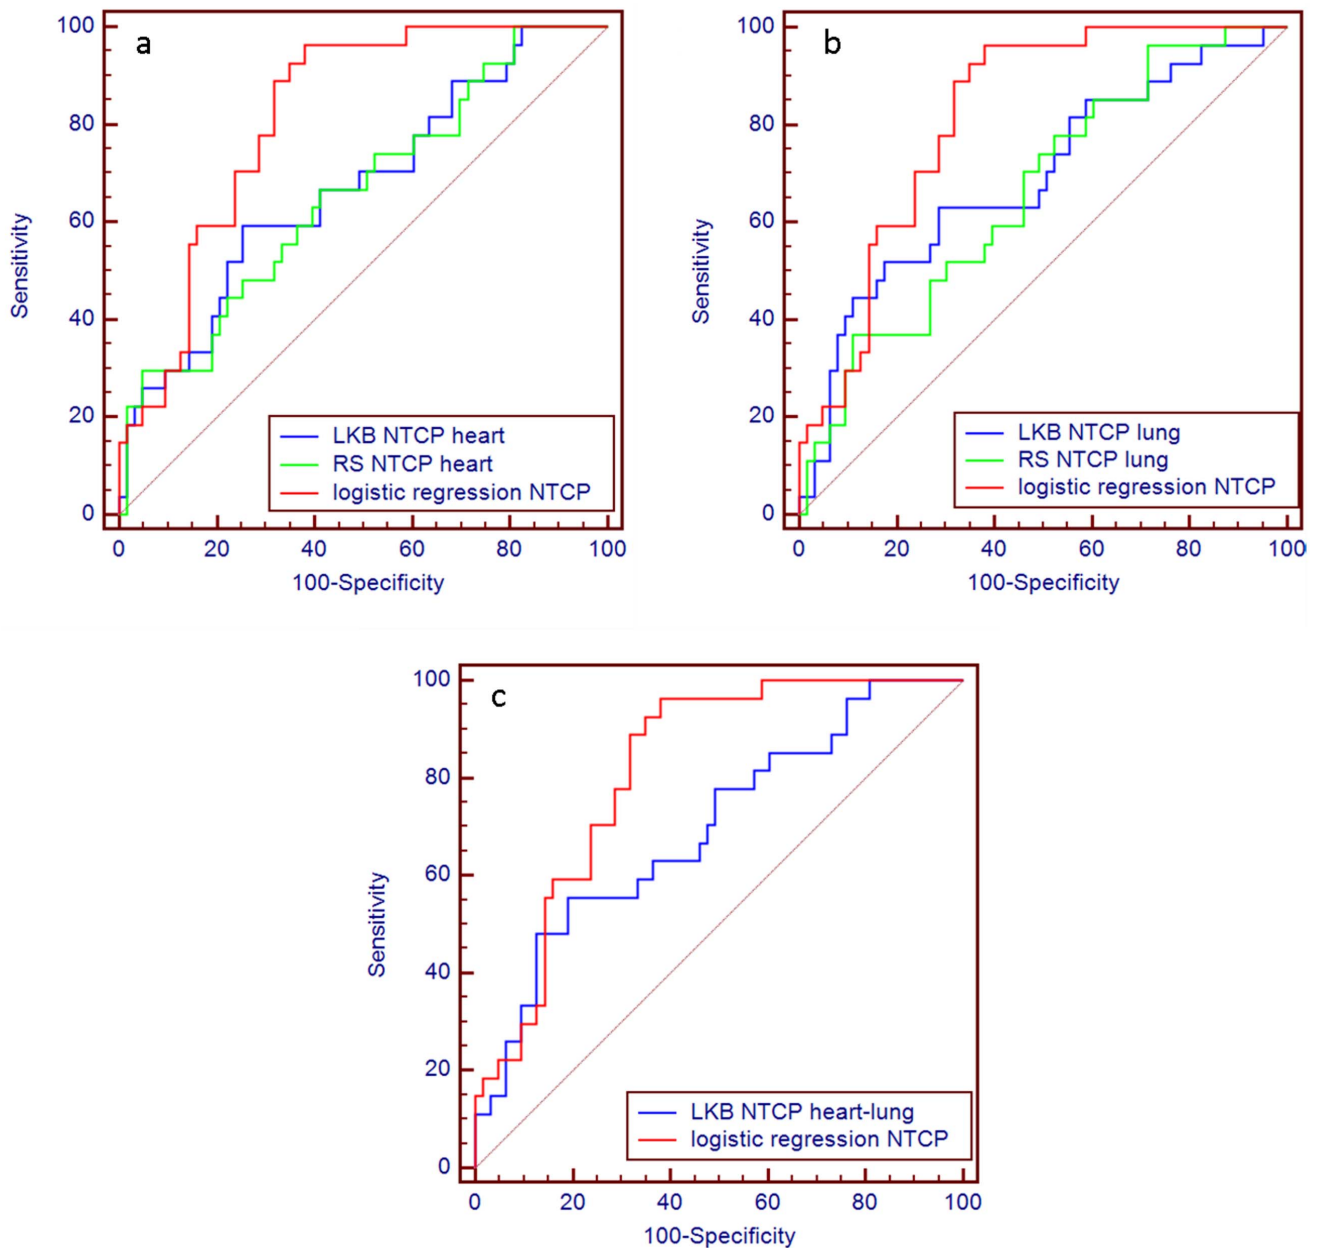 a
100
80
60
40
20
0
Sensitivity
0 20 40 60 80 100
100-Specificity
LKB NTCP heart
RS NTCP heart
logistic regression NTCP
b
100
80
60
40
20
0
Sensitivity
0 20 40 60 80 100
100-Specificity
LKB NTCP lung
RS NTCP lung
logistic regression NTCP
c
100
80
60
40
20
0
Sensitivity
0 20 40 60 80 100
100-Specificity
LKB NTCP heart-lung
logistic regression NTCP